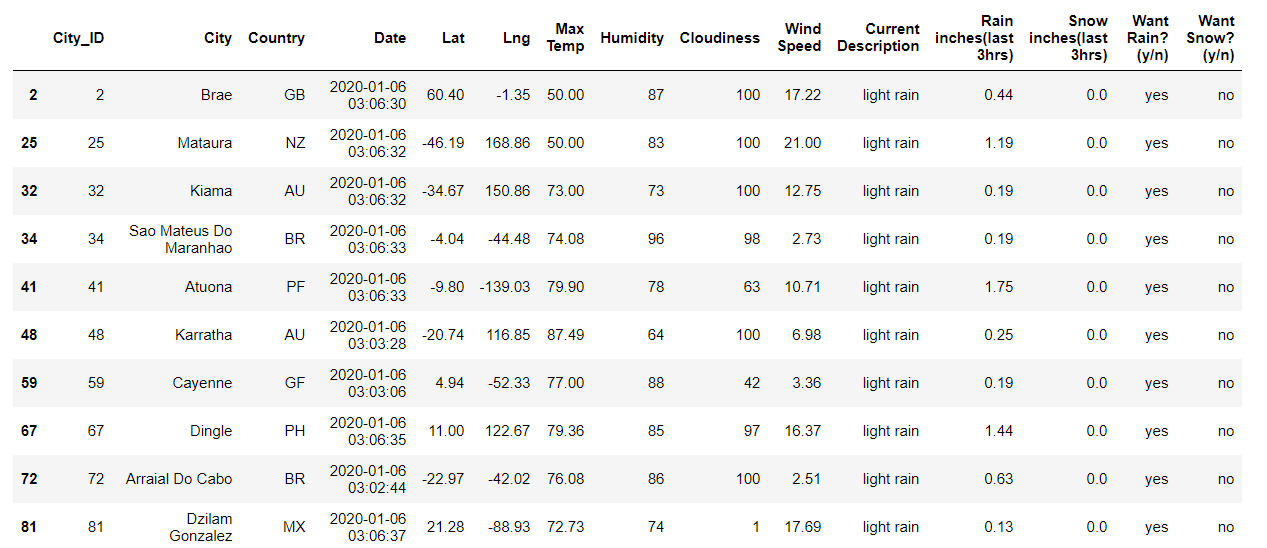 City_ID City Country Date Lat Lng Max Temp Humidity Cloudiness Wind Speed Current Description Rain inches(last 3hrs) Snow inches(last 3hrs) Want Rain? (y/n) Want Snow? (y/n)
2 2 Brae GB 2020-01-06 03:06:30 60.40 -1.35 50.00 87 100 17.22 light rain 0.44 0.0 yes no
25 25 Mataura NZ 2020-01-06 03:06:32 -46.19 168.86 50.00 83 100 21.00 light rain 1.19 0.0 yes no
32 32 Kiama AU 2020-01-06 03:06:32 -34.67 150.86 73.00 73 100 12.75 light rain 0.19 0.0 yes no
34 34 Sao Mateus Do Maranhao BR 2020-01-06 03:06:33 -4.04 -44.48 74.08 96 98 2.73 light rain 0.19 0.0 yes no
41 41 Atuona PF 2020-01-06 03:06:33 -9.80 -139.03 79.90 78 63 10.71 light rain 1.75 0.0 yes no
48 48 Karratha AU 2020-01-06 03:03:28 -20.74 116.85 87.49 64 100 6.98 light rain 0.25 0.0 yes no
59 59 Cayenne GF 2020-01-06 03:03:06 4.94 -52.33 77.00 88 42 3.36 light rain 0.19 0.0 yes no
67 67 Dingle PH 2020-01-06 03:06:35 11.00 122.67 79.36 85 97 16.37 light rain 1.44 0.0 yes no
72 72 Arraial Do Cabo BR 2020-01-06 03:02:44 -22.97 -42.02 76.08 86 100 2.51 light rain 0.63 0.0 yes no
81 81 Dzilam Gonzalez MX 2020-01-06 03:06:37 21.28 -88.93 72.73 74 1 17.69 light rain 0.13 0.0 yes no